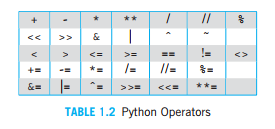 + - * ** / // %
<< >> & | ^ ~
< > <= >= == != <>
+= -= *= /= //= %=
&= |= ^= >>= <<= **=
TABLE 1.2 Python Operators